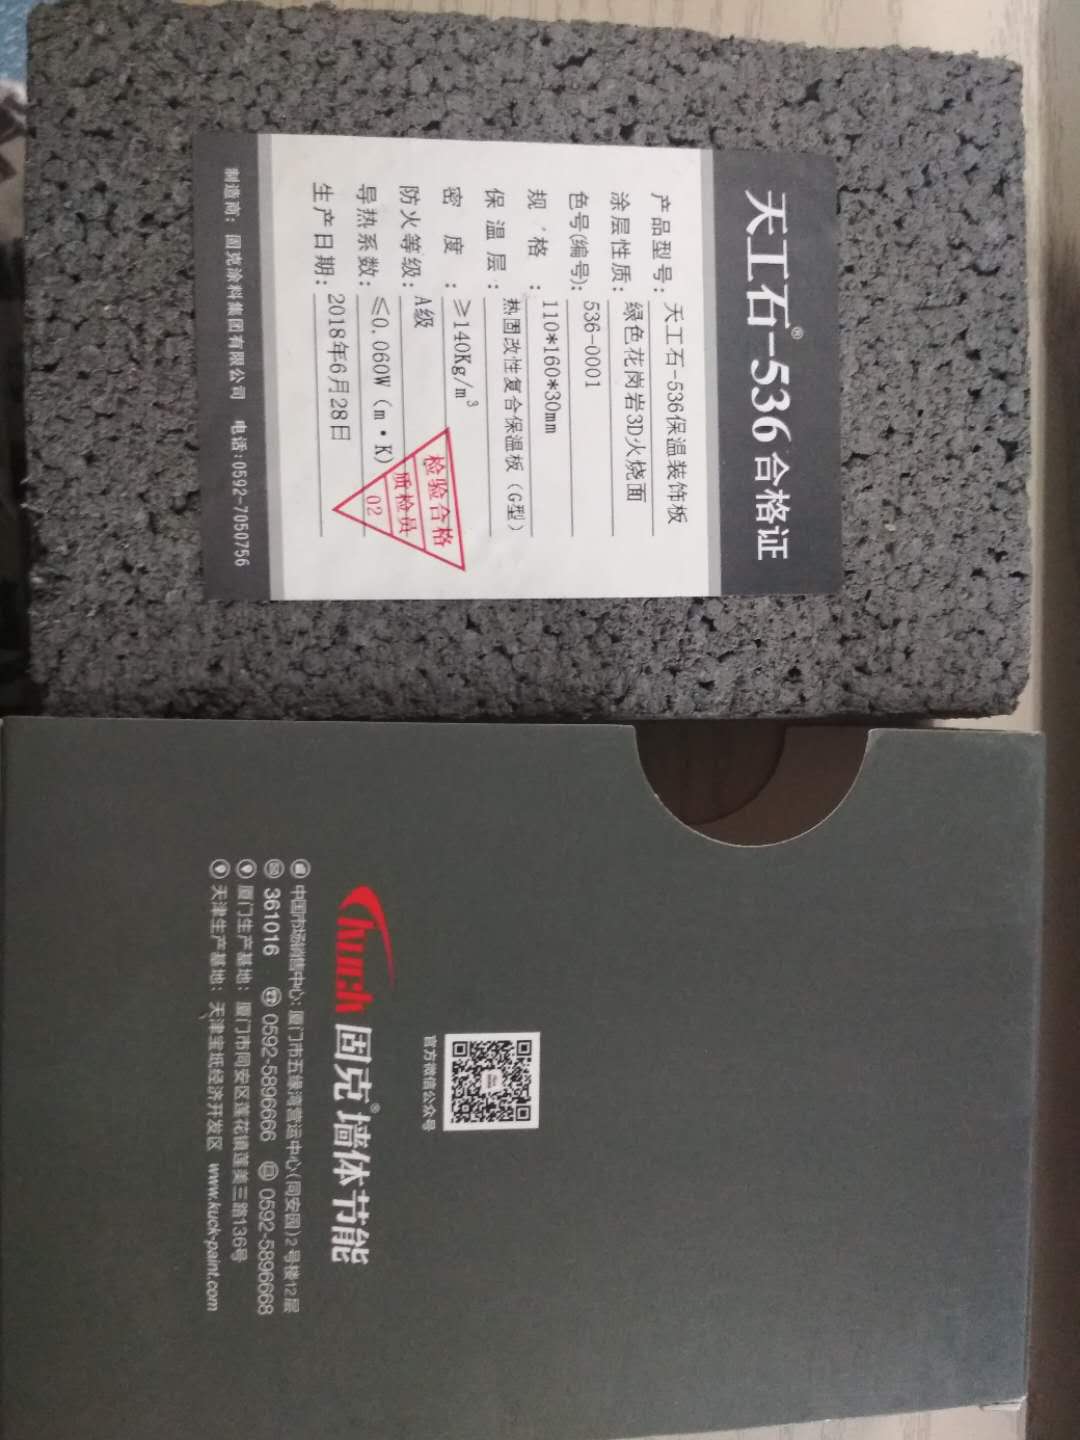 天工石®-536合格证
产品型号: 天工石-536保温装饰板
涂层性质: 绿色花岗岩3D火烧面
色号(编号): 536-0001
规格: 110*160*30mm
保温层: 热固改性复合保温板(G型)
密度: ≥140Kg/m³
防火等级: A级
导热系数: ≤0.060W(m·K)
生产日期: 2018年6月28日
检验合格
质检员
02
制造商: 固克涂料集团有限公司 电话:0592-7050756
官方微信公众号
kuck 固克®墙体节能
中国市场销售中心: 厦门市五缘湾营运中心(同安园)2号楼12层
361016 0592-5896666 0592-5896668
厦门生产基地: 厦门市同安区莲花镇莲美三路136号
天津生产基地: 天津宝坻经济开发区 www.kuck-paint.com